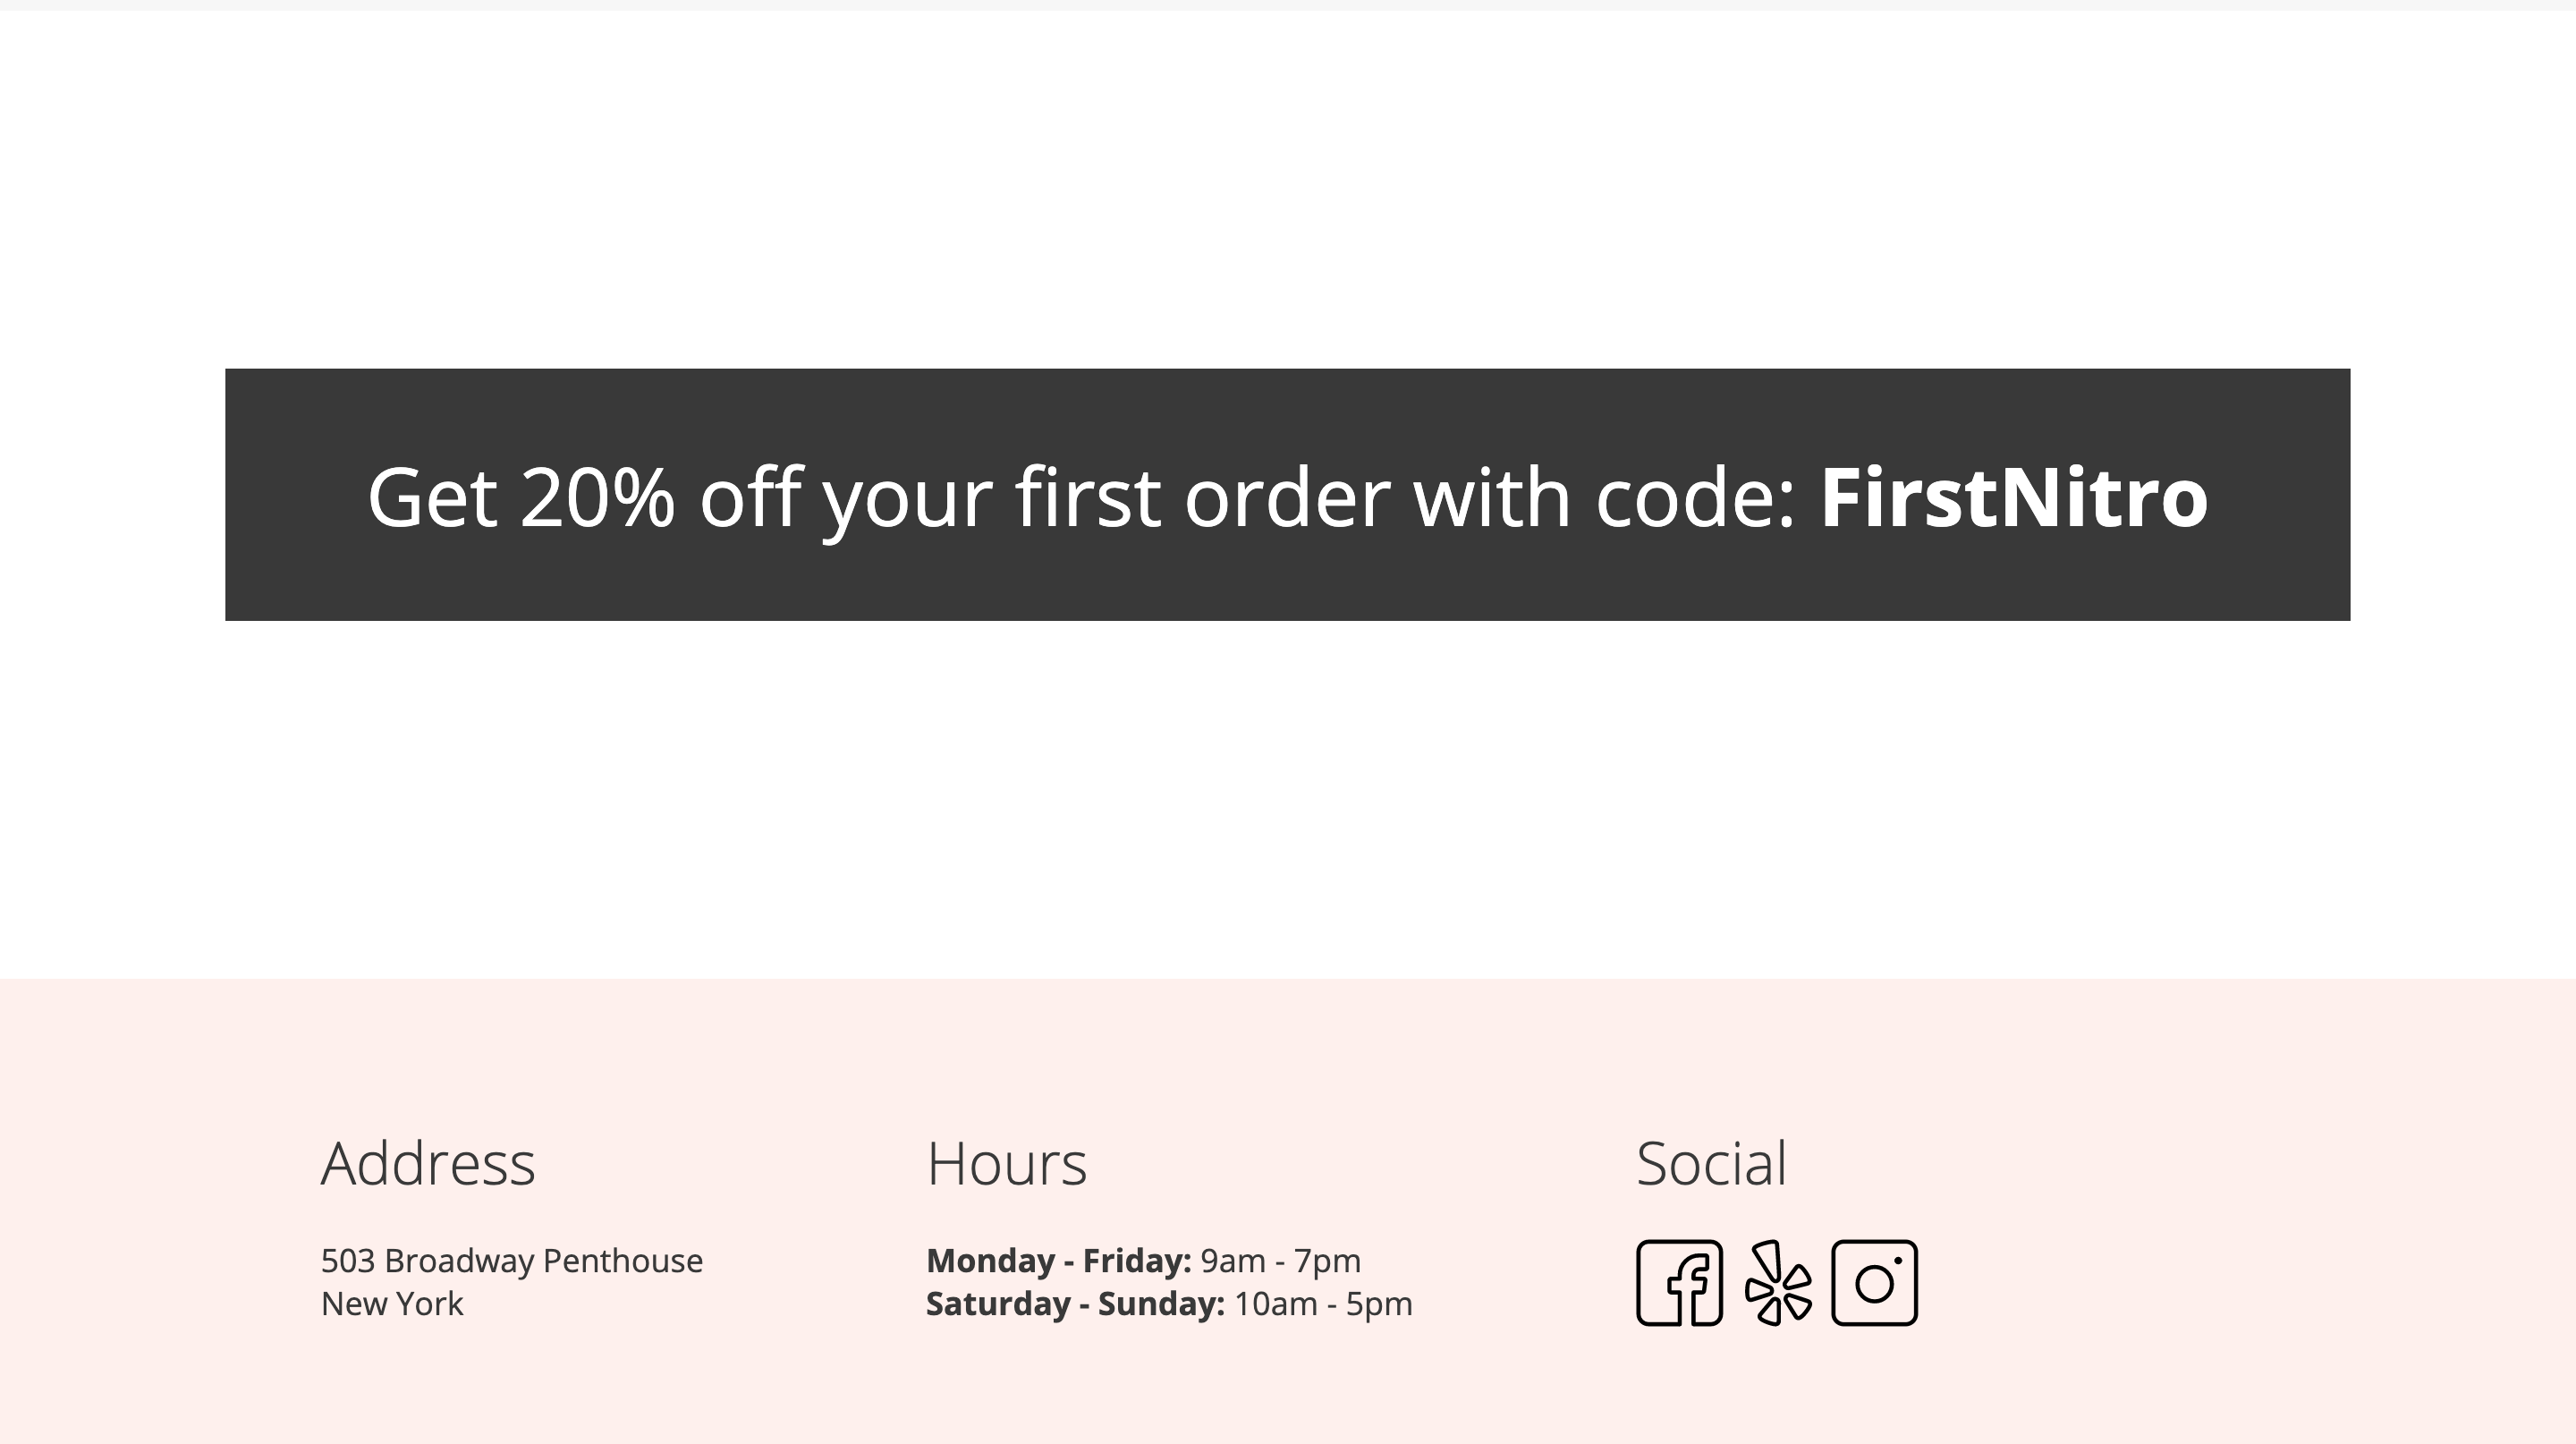 Get 20% off your first order with code: FirstNitro
Address
503 Broadway Penthouse
New York
Hours
Monday - Friday: 9am - 7pm
Saturday - Sunday: 10am - 5pm
Social